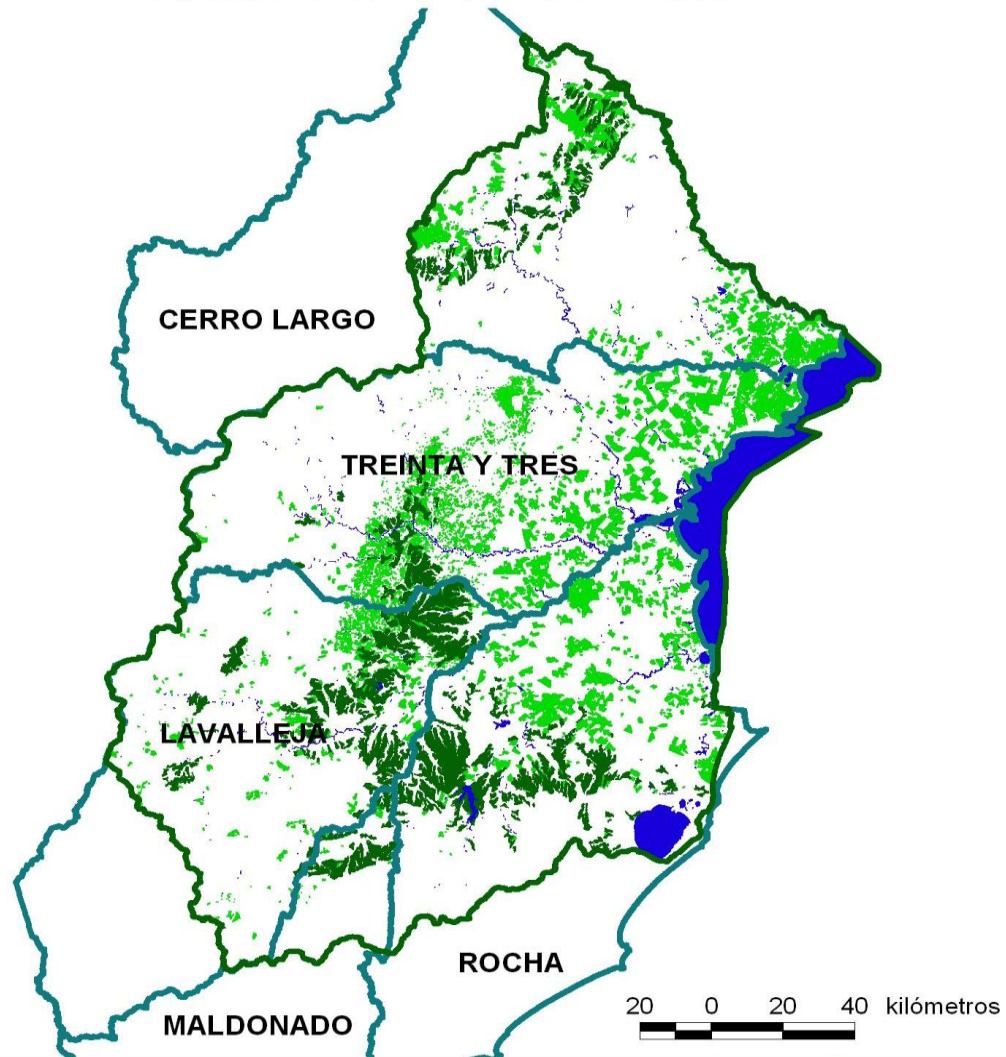 CERRO LARGO
TREINTA Y TRES
LAVALLEJA
ROCHA
MALDONADO
20 0 20 40 kilómetros